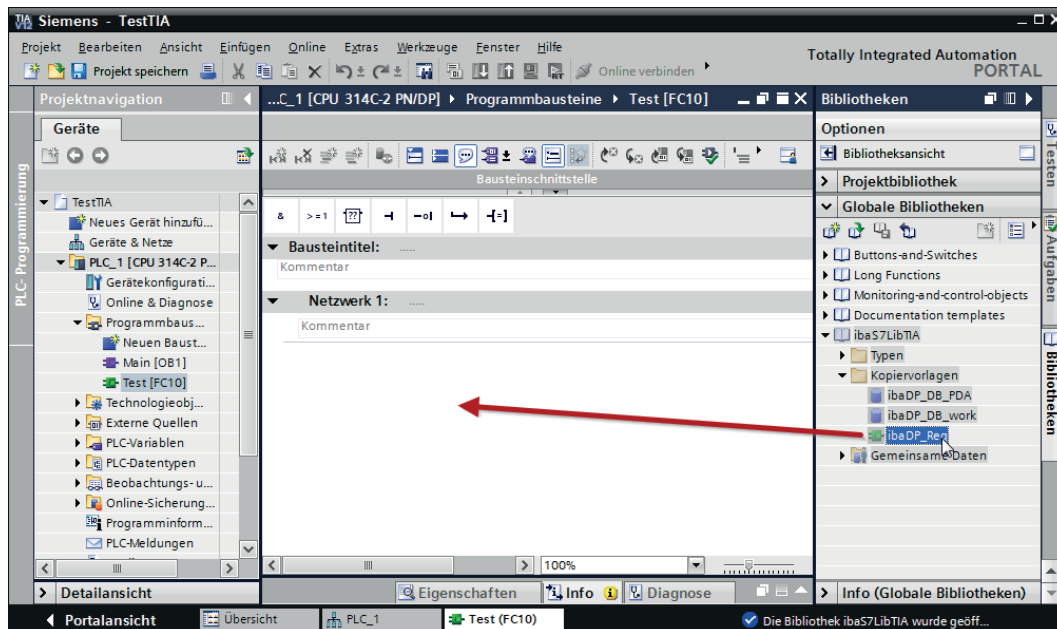 TIA V12 Siemens - TestTIA
Projekt Bearbeiten Ansicht Einfügen Online Extras Werkzeuge Fenster Hilfe
Projekt speichern
Online verbinden
Totally Integrated Automation
PORTAL
Projektnavigation
Geräte
PLC-Programmierung
TestTIA
Neues Gerät hinzufü...
Geräte & Netze
PLC_1 [CPU 314C-2 P...
Gerätekonfigurati...
Online & Diagnose
Programmbaus...
Neuen Baust...
Main [OB1]
Test [FC10]
Technologieobj...
Externe Quellen
PLC-Variablen
PLC-Datentypen
Beobachtungs- u...
Online-Sicherung...
Programminform...
PLC-Meldungen
Detailansicht
...C_1 [CPU 314C-2 PN/DP] Programmbausteine Test [FC10]
Bausteinschnittstelle
& >=1 ?? -| -o| -[=]
Bausteintitel: .....
Kommentar
Netzwerk 1: .....
Kommentar
100%
Eigenschaften Info Diagnose
Bibliotheken
Optionen
Bibliotheksansicht
Projektbibliothek
Globale Bibliotheken
Buttons-and-Switches
Long Functions
Monitoring-and-control-objects
Documentation templates
ibaS7LibTIA
Typen
Kopiervorlagen
ibaDP_DB_PDA
ibaDP_DB_work
ibaDP_Req
Gemeinsame Daten
Info (Globale Bibliotheken)
Testen
Aufgaben
Bibliotheken
Portalansicht Übersicht PLC_1 Test (FC10)
Die Bibliothek ibaS7LibTIA wurde geöff...